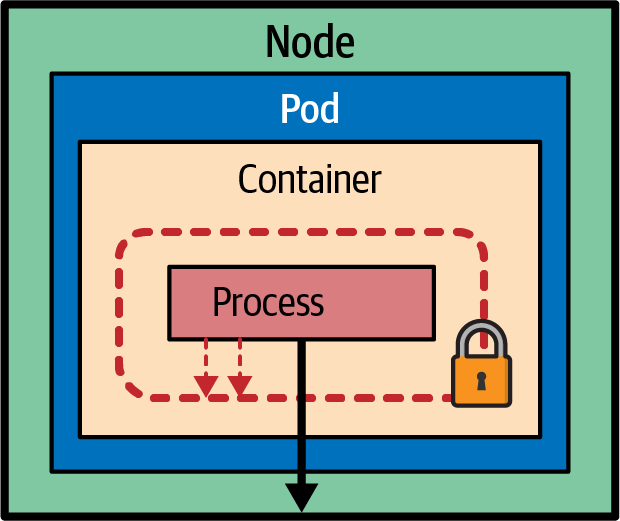 Node
Pod
Container
Process